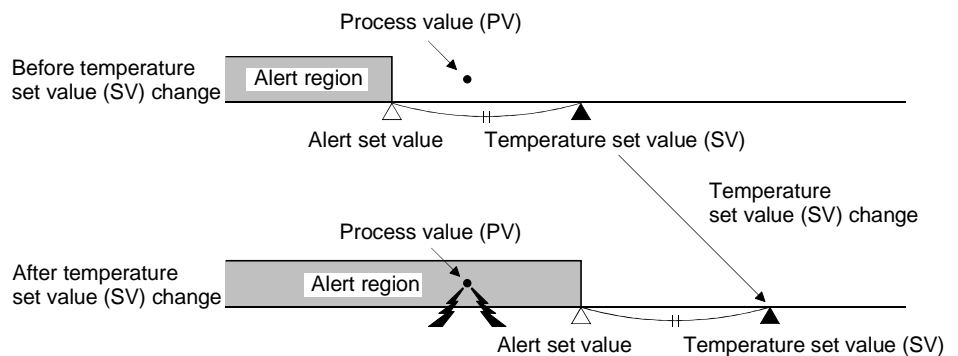 Process value (PV)
Before temperature
set value (SV) change
Alert region
Alert set value
Temperature set value (SV)
Temperature
set value (SV) change
Process value (PV)
After temperature
set value (SV) change
Alert region
Alert set value
Temperature set value (SV)